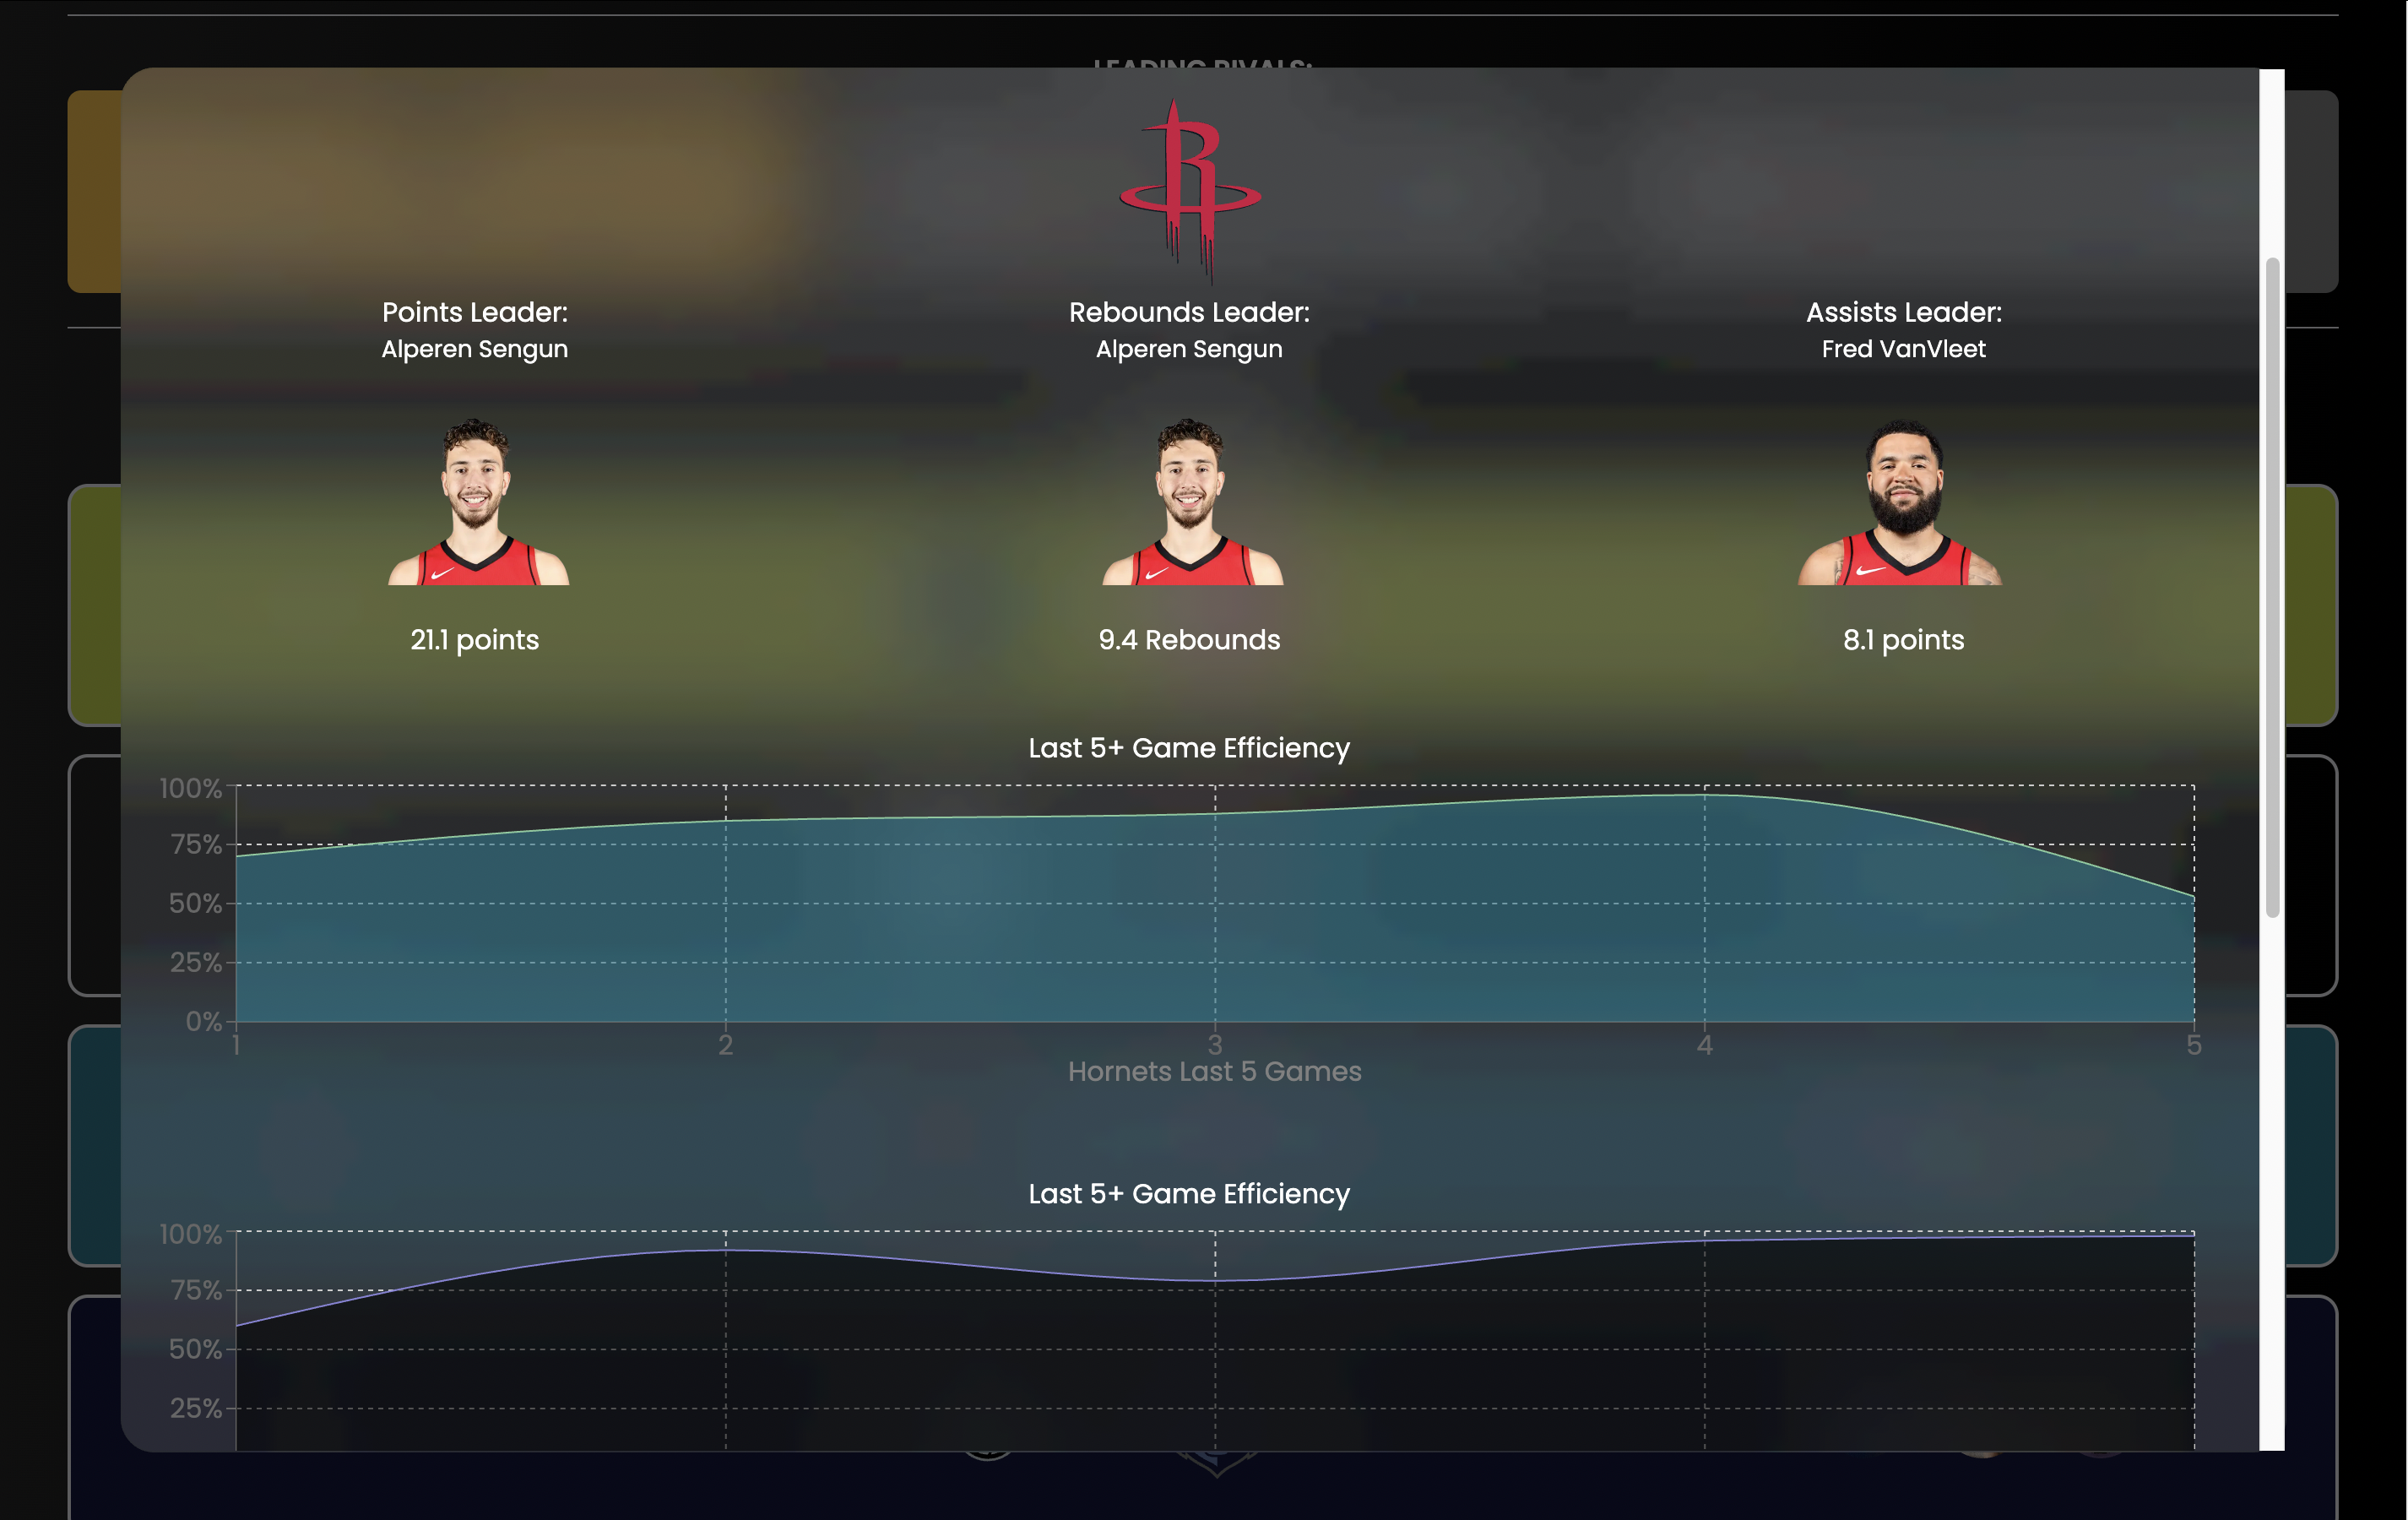 LEADING RIVALS:
Points Leader:
Alperen Sengun
Rebounds Leader:
Alperen Sengun
Assists Leader:
Fred VanVleet
21.1 points
9.4 Rebounds
8.1 points
Last 5+ Game Efficiency
100%
75%
50%
25%
0%
1 2 3 4 5
Hornets Last 5 Games
Last 5+ Game Efficiency
100%
75%
50%
25%